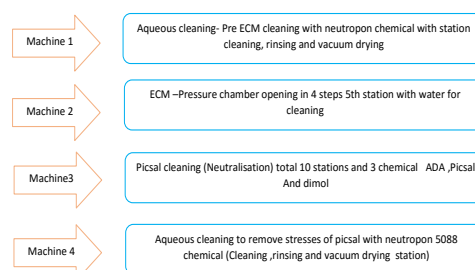 Machine 1
Aqueous cleaning- Pre ECM cleaning with neutropon chemical with station
cleaning, rinsing and vacuum drying
Machine 2
ECM –Pressure chamber opening in 4 steps 5th station with water for
cleaning
Machine3
Picsal cleaning (Neutralisation) total 10 stations and 3 chemical ADA ,Picsal
And dimol
Machine 4
Aqueous cleaning to remove stresses of picsal with neutropon 5088
chemical (Cleaning ,rinsing and vacuum drying station)